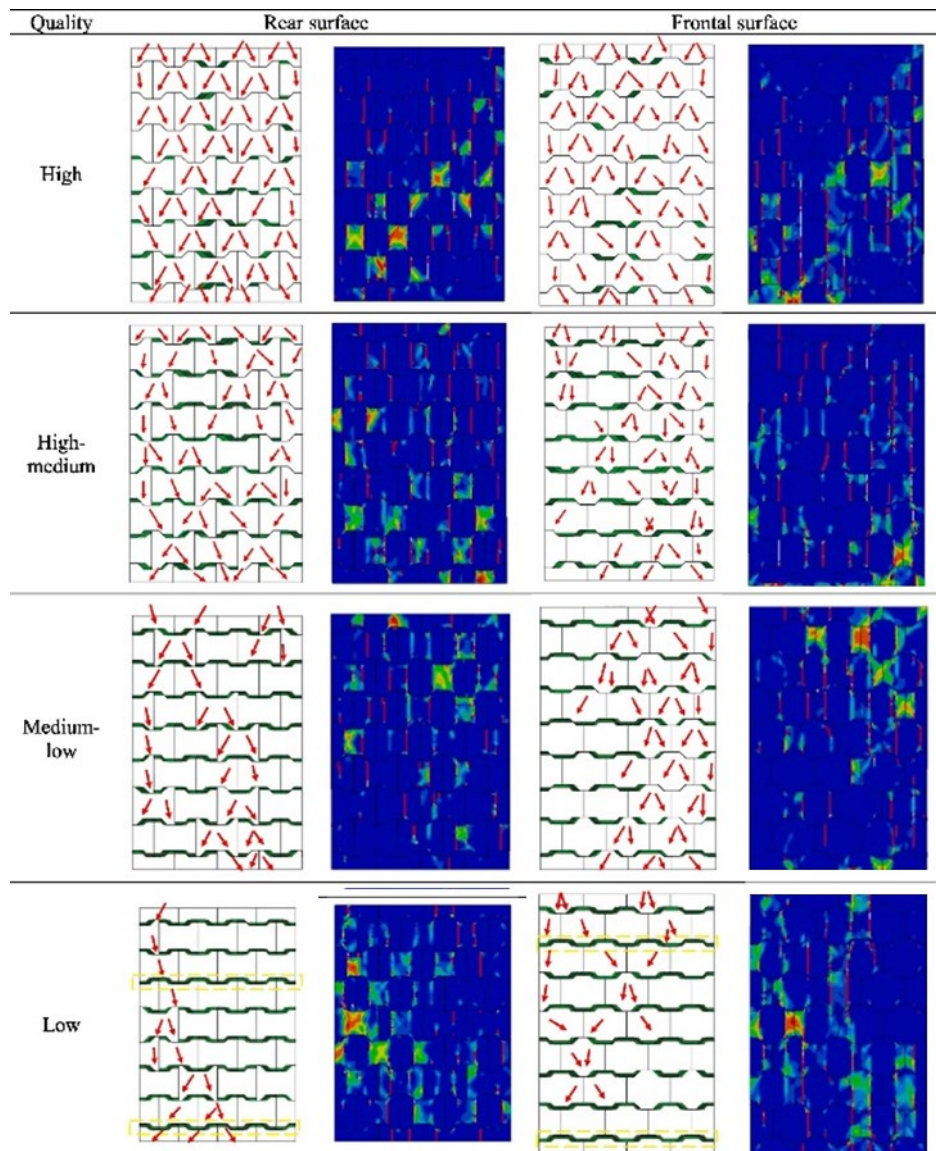 Quality Rear surface Frontal surface
High
High-
medium
Medium-
low
Low